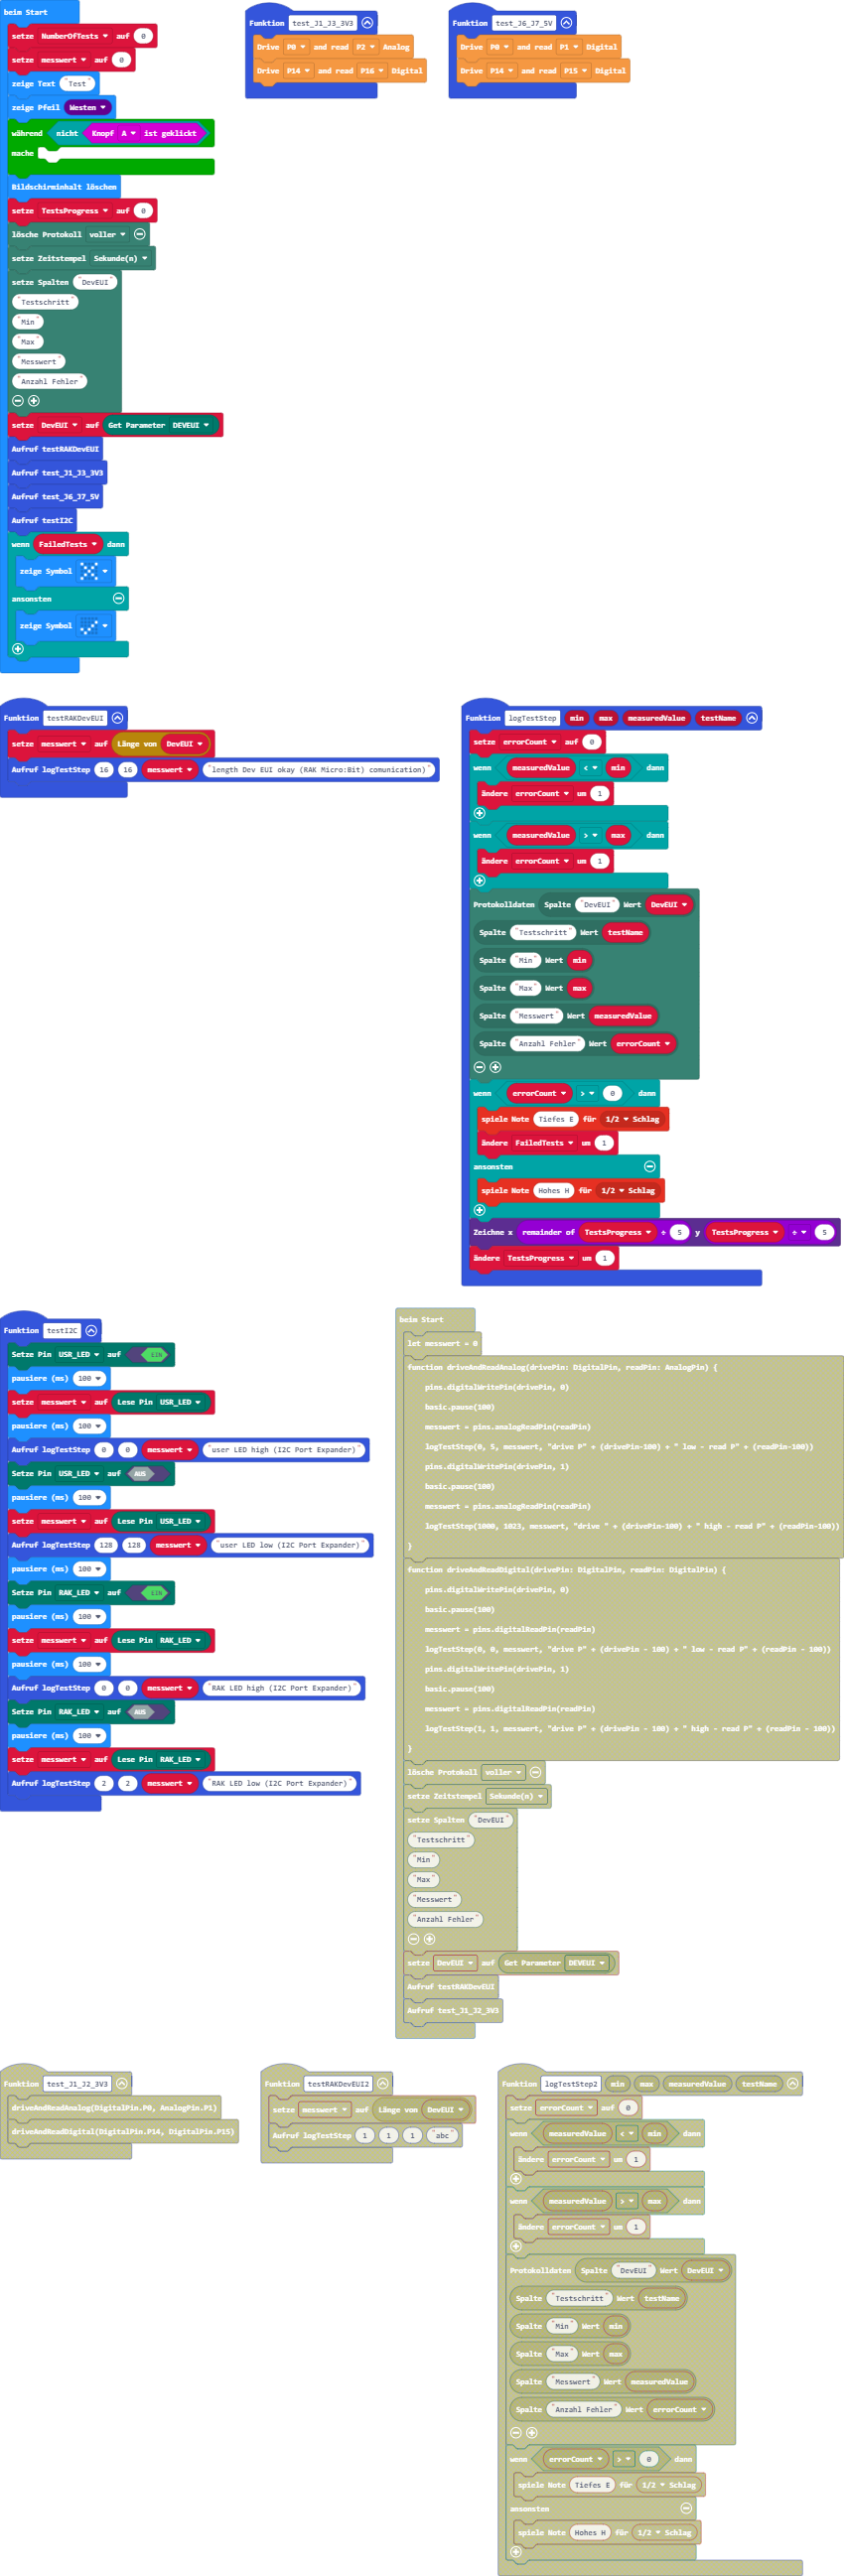 beim Start
setze NumberOfTests auf 0
setze messwert auf 0
zeige Text "Test"
zeige Pfeil Westen
während nicht Knopf A ist geklickt
mache
Bildschirminhalt löschen
setze TestsProgress auf 0
lösche Protokoll voller
setze Zeitstempel Sekunde(n)
setze Spalten "DevEUI"
"Testschritt"
"Min"
"Max"
"Messwert"
"Anzahl Fehler"
setze DevEUI auf Get Parameter DEVEUI
Aufruf testRAKDevEUI
Aufruf test_J1_J3_3V3
Aufruf test_J6_J7_5V
Aufruf testI2C
wenn FailedTests dann
zeige Symbol
ansonsten
zeige Symbol
Funktion test_J1_J3_3V3
Drive P0 and read P2 Analog
Drive P14 and read P16 Digital
Funktion test_J6_J7_5V
Drive P0 and read P1 Digital
Drive P14 and read P15 Digital
Funktion testRAKDevEUI
setze messwert auf Länge von DevEUI
Aufruf logTestStep 16 16 messwert "length Dev EUI okay (RAK Micro:Bit) comunication)"
Funktion logTestStep min max measuredValue testName
setze errorCount auf 0
wenn measuredValue < min dann
ändere errorCount um 1
wenn measuredValue > max dann
ändere errorCount um 1
Protokolldaten Spalte "DevEUI" Wert DevEUI
Spalte "Testschritt" Wert testName
Spalte "Min" Wert min
Spalte "Max" Wert max
Spalte "Messwert" Wert measuredValue
Spalte "Anzahl Fehler" Wert errorCount
wenn errorCount > 0 dann
spiele Note Tiefes E für 1/2 Schlag
ändere FailedTests um 1
ansonsten
spiele Note Hohes H für 1/2 Schlag
Zeichne x remainder of TestsProgress ÷ 5 y TestsProgress ÷ 5
ändere TestsProgress um 1
Funktion testI2C
Setze Pin USR_LED auf EIN
pausiere (ms) 100
setze messwert auf Lese Pin USR_LED
pausiere (ms) 100
Aufruf logTestStep 0 0 messwert "user LED high (I2C Port Expander)"
Setze Pin USR_LED auf AUS
pausiere (ms) 100
setze messwert auf Lese Pin USR_LED
Aufruf logTestStep 128 128 messwert "user LED low (I2C Port Expander)"
pausiere (ms) 100
Setze Pin RAK_LED auf EIN
pausiere (ms) 100
setze messwert auf Lese Pin RAK_LED
pausiere (ms) 100
Aufruf logTestStep 0 0 messwert "RAK LED high (I2C Port Expander)"
Setze Pin RAK_LED auf AUS
pausiere (ms) 100
setze messwert auf Lese Pin RAK_LED
Aufruf logTestStep 2 2 messwert "RAK LED low (I2C Port Expander)"
beim Start
let messwert = 0
function driveAndReadAnalog(drivePin: DigitalPin, readPin: AnalogPin) {
pins.digitalWritePin(drivePin, 0)
basic.pause(100)
messwert = pins.analogReadPin(readPin)
logTestStep(0, 5, messwert, "drive P" + (drivePin-100) + " low - read P" + (readPin-100))
pins.digitalWritePin(drivePin, 1)
basic.pause(100)
messwert = pins.analogReadPin(readPin)
logTestStep(1000, 1023, messwert, "drive " + (drivePin-100) + " high - read P" + (readPin-100))
}
function driveAndReadDigital(drivePin: DigitalPin, readPin: DigitalPin) {
pins.digitalWritePin(drivePin, 0)
basic.pause(100)
messwert = pins.digitalReadPin(readPin)
logTestStep(0, 0, messwert, "drive P" + (drivePin - 100) + " low - read P" + (readPin - 100))
pins.digitalWritePin(drivePin, 1)
basic.pause(100)
messwert = pins.digitalReadPin(readPin)
logTestStep(1, 1, messwert, "drive P" + (drivePin - 100) + " high - read P" + (readPin - 100))
}
lösche Protokoll voller
setze Zeitstempel Sekunde(n)
setze Spalten "DevEUI"
"Testschritt"
"Min"
"Max"
"Messwert"
"Anzahl Fehler"
setze DevEUI auf Get Parameter DEVEUI
Aufruf testRAKDevEUI
Aufruf test_J1_J2_3V3
Funktion test_J1_J2_3V3
driveAndReadAnalog(DigitalPin.P0, AnalogPin.P1)
driveAndReadDigital(DigitalPin.P14, DigitalPin.P15)
Funktion testRAKDevEUI2
setze messwert auf Länge von DevEUI
Aufruf logTestStep 1 1 1 "abc"
Funktion logTestStep2 min max measuredValue testName
setze errorCount auf 0
wenn measuredValue < min dann
ändere errorCount um 1
wenn measuredValue > max dann
ändere errorCount um 1
Protokolldaten Spalte "DevEUI" Wert DevEUI
Spalte "Testschritt" Wert testName
Spalte "Min" Wert min
Spalte "Max" Wert max
Spalte "Messwert" Wert measuredValue
Spalte "Anzahl Fehler" Wert errorCount
wenn errorCount > 0 dann
spiele Note Tiefes E für 1/2 Schlag
ansonsten
spiele Note Hohes H für 1/2 Schlag